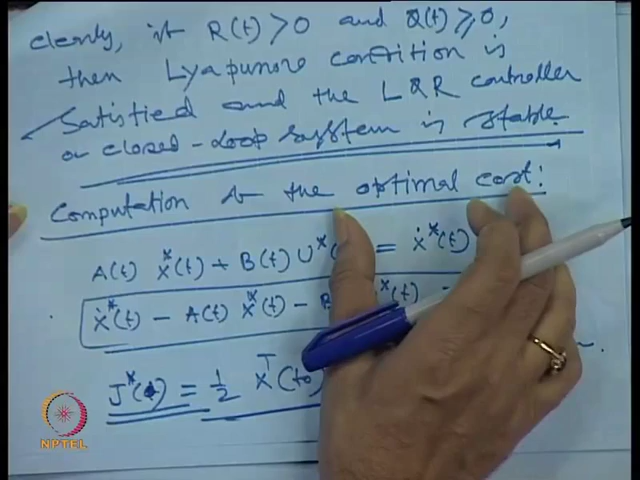 clearly, if R(t) > 0 and Q(t) ≥ 0,
then Lyapunov condition is
Satisfied and the LQR controller
or closed-loop system is stable
Computation of the optimal cost:
A(t) x*(t) + B(t) U* = ẋ*(t)
ẋ*(t) - A(t) x*(t) - B *(t)
J*( ) = 1/2 x^T(t₀)
NPTEL